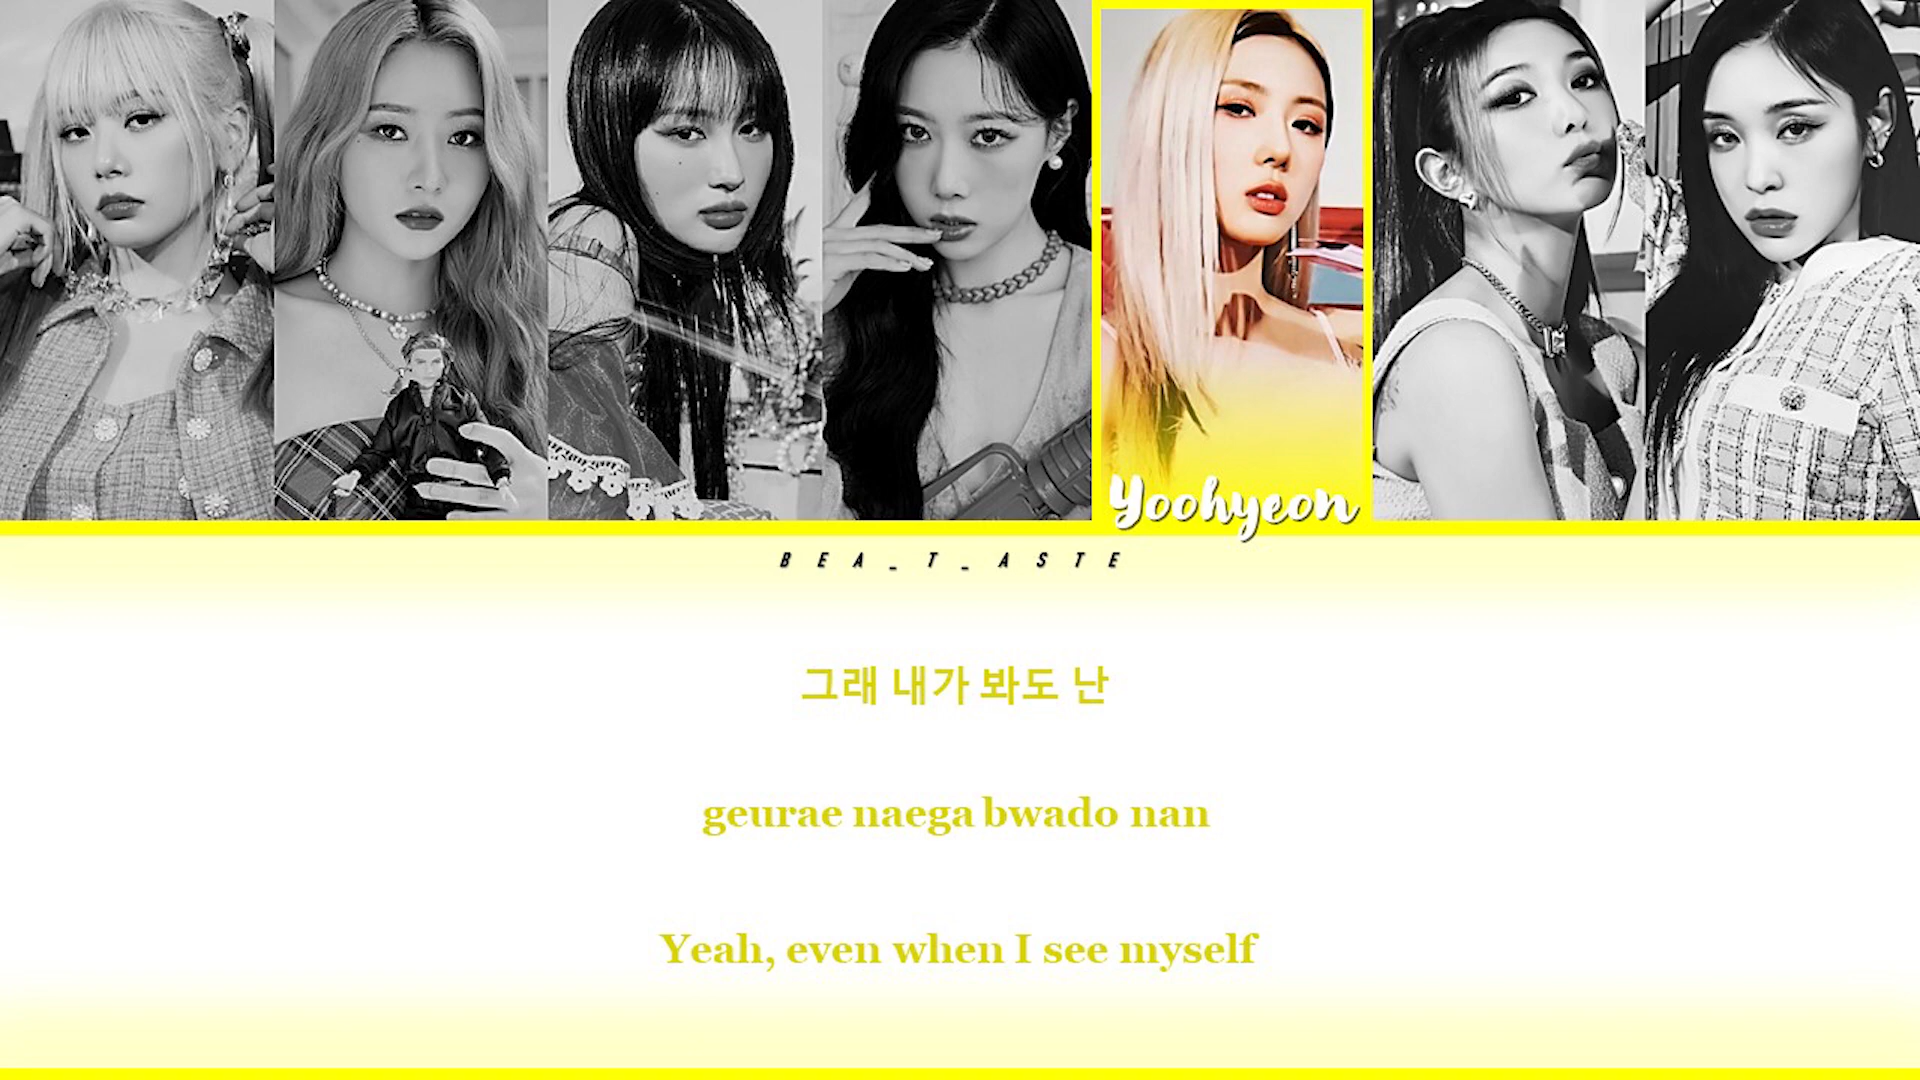 Yoohyeon
BEA_T_ASTE
그래 내가 봐도 난
geurae naega bwado nan
Yeah, even when I see myself